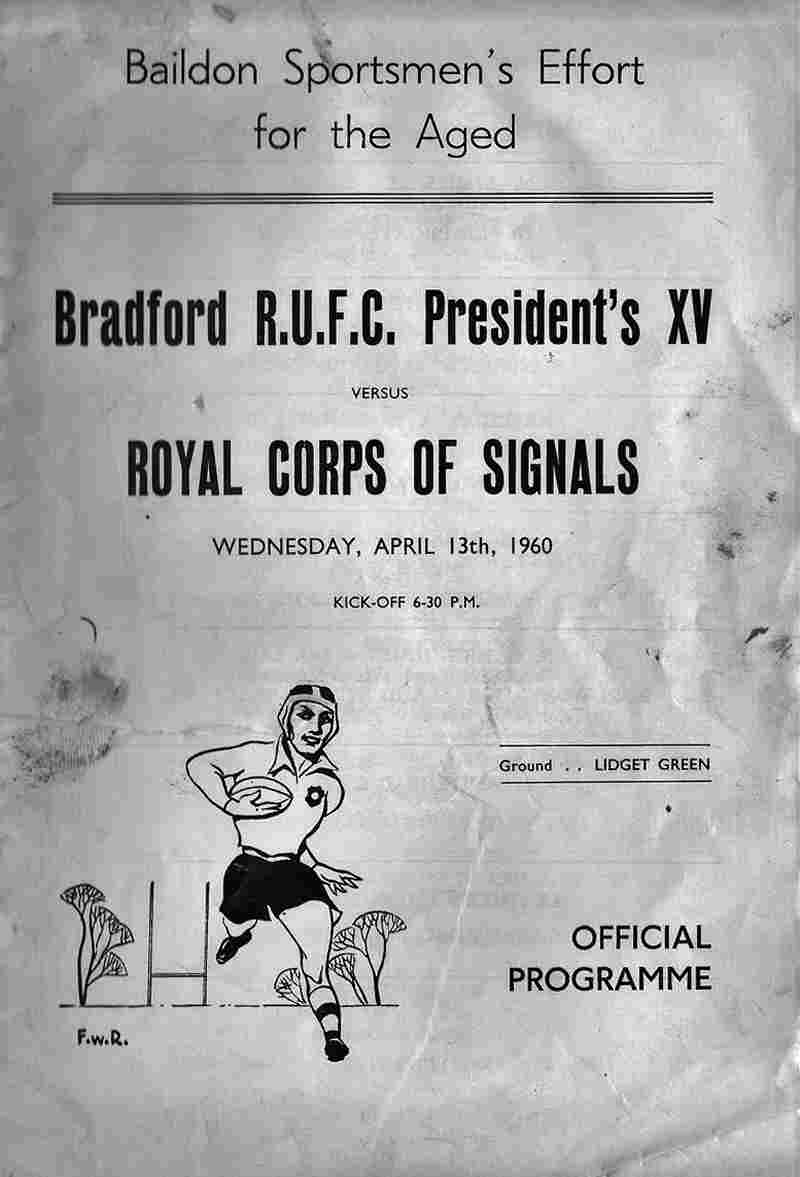 Baildon Sportsmen's Effort
for the Aged
Bradford R.U.F.C. President's XV
VERSUS
ROYAL CORPS OF SIGNALS
WEDNESDAY, APRIL 13th, 1960
KICK-OFF 6-30 P.M.
Ground .. LIDGET GREEN
OFFICIAL
PROGRAMME
F.W.R.